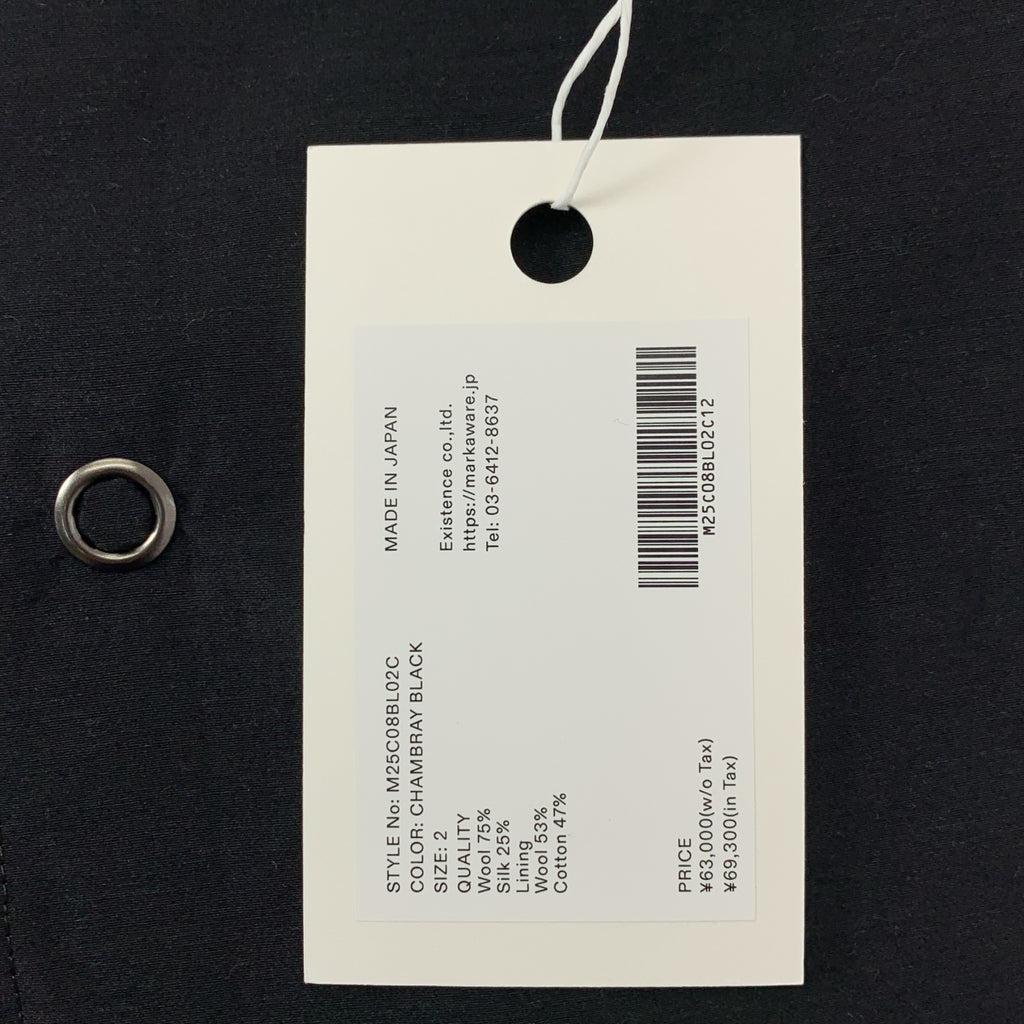 STYLE No: M25C08BL02C
COLOR: CHAMBRAY BLACK
SIZE: 2
QUALITY
Wool 75%
Silk 25%
Lining
Wool 53%
Cotton 47%
PRICE
¥63,000(w/o Tax)
¥69,300(in Tax)
MADE IN JAPAN
Existence co.,ltd.
https://markaware.jp
Tel: 03-6412-8637
M25C08BL02C12